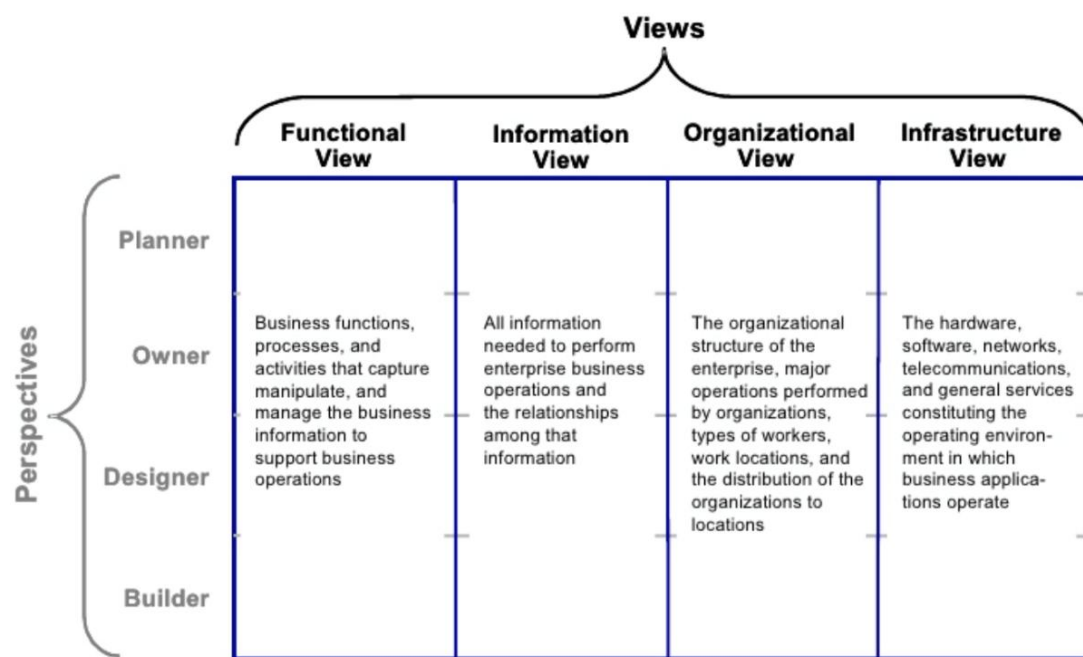 Views
Functional
View
Information
View
Organizational
View
Infrastructure
View
Perspectives
Planner
Owner
Designer
Builder
Business functions,
processes, and
activities that capture
manipulate, and
manage the business
information to
support business
operations
All information
needed to perform
enterprise business
operations and
the relationships
among that
information
The organizational
structure of the
enterprise, major
operations performed
by organizations,
types of workers,
work locations, and
the distribution of the
organizations to
locations
The hardware,
software, networks,
telecommunications,
and general services
constituting the
operating environ-
ment in which
business applica-
tions operate